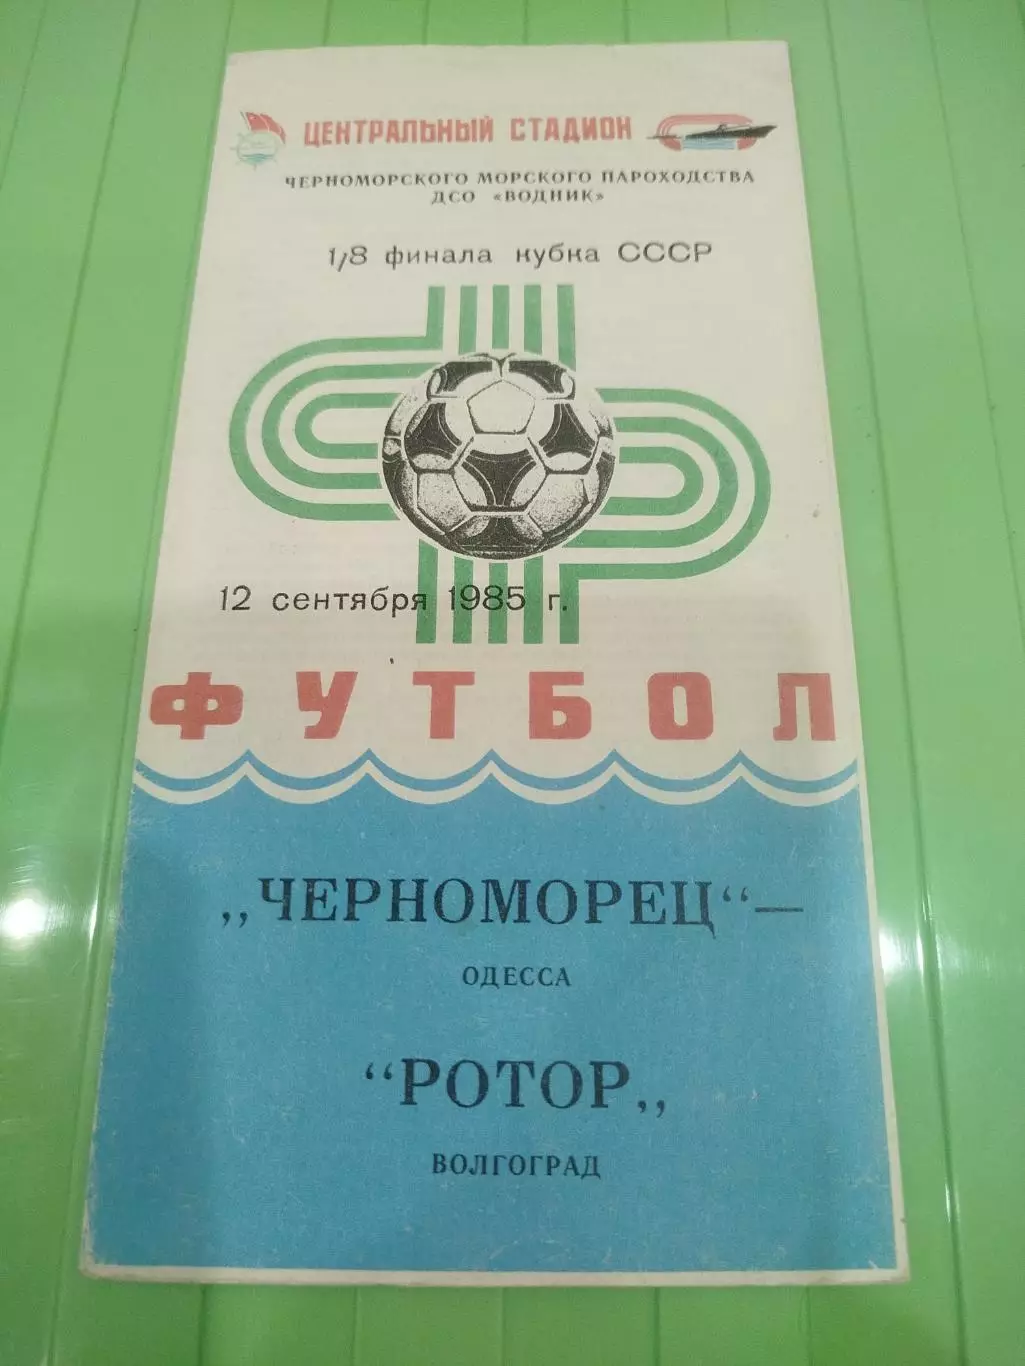 ЦЕНТРАЛЬНЫЙ СТАДИОН
ЧЕРНОМОРСКОГО МОРСКОГО ПАРОХОДСТВА
ДСО «ВОДНИК»
1/8 финала кубка СССР
12 сентября 1985 г.
ФУТБОЛ
„ЧЕРНОМОРЕЦ“—
ОДЕССА
“РОТОР„
ВОЛГОГРАД